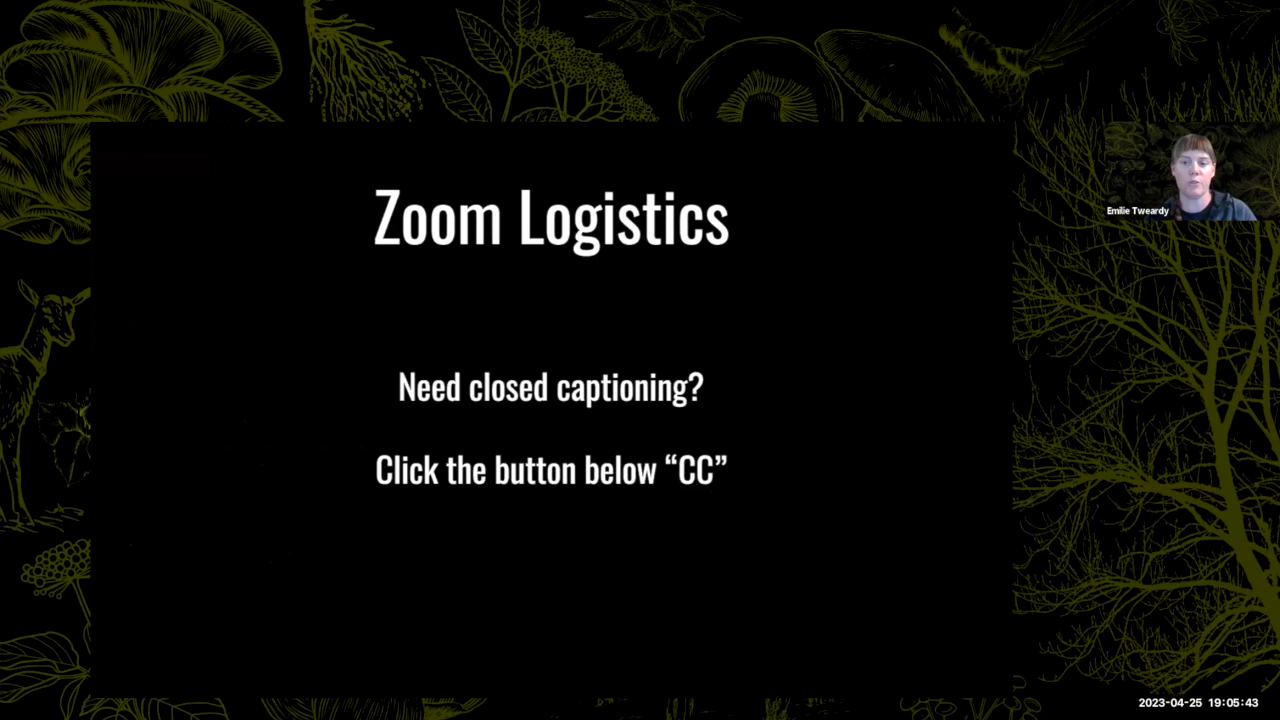 Zoom Logistics
Need closed captioning?
Click the button below “CC”
Emilie Tweardy
2023-04-25 19:05:43